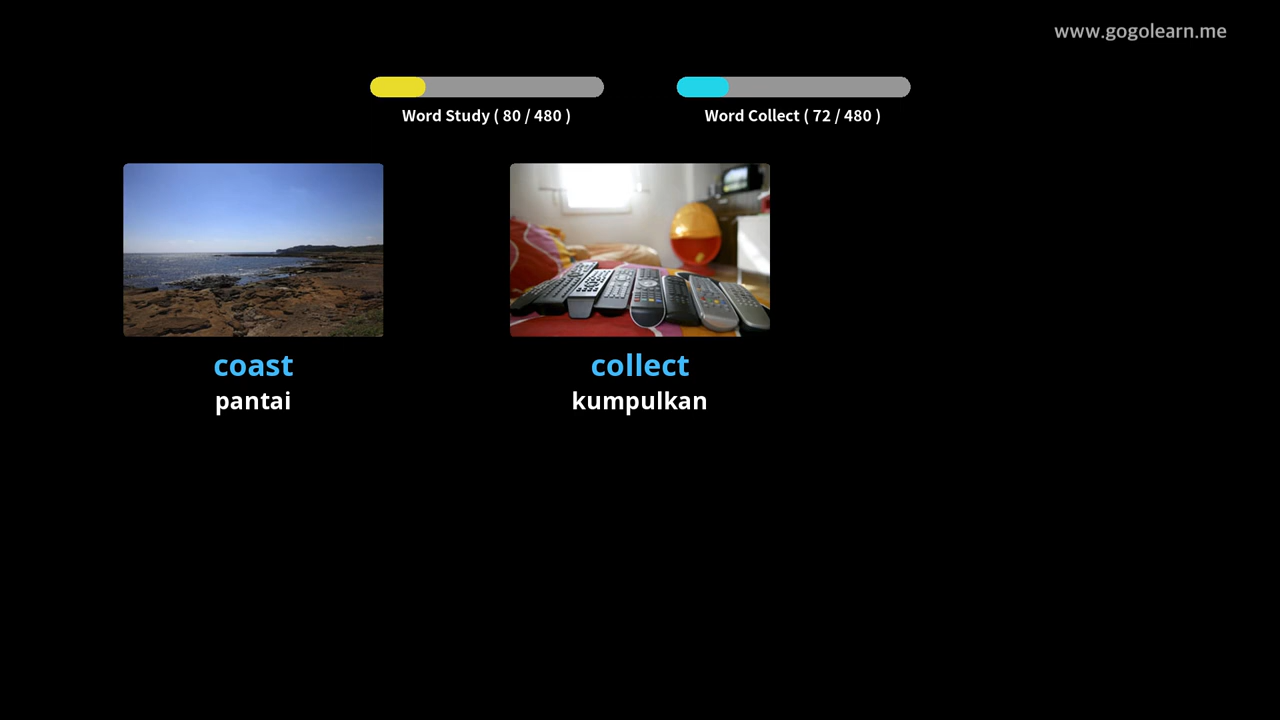 www.gogolearn.me
Word Study ( 80 / 480 )
Word Collect ( 72 / 480 )
coast
pantai
collect
kumpulkan